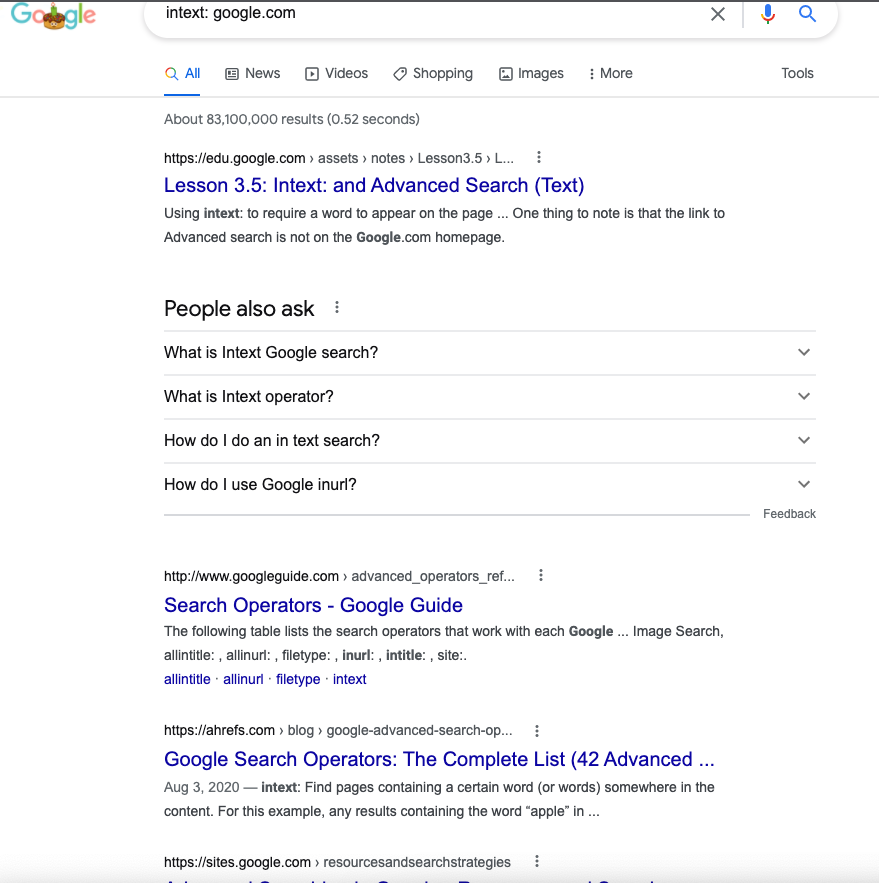 Google
intext: google.com
All News Videos Shopping Images More Tools
About 83,100,000 results (0.52 seconds)
https://edu.google.com › assets › notes › Lesson3.5 › L...
Lesson 3.5: Intext: and Advanced Search (Text)
Using intext: to require a word to appear on the page ... One thing to note is that the link to
Advanced search is not on the Google.com homepage.
People also ask
What is Intext Google search?
What is Intext operator?
How do I do an in text search?
How do I use Google inurl?
Feedback
http://www.googleguide.com › advanced_operators_ref...
Search Operators - Google Guide
The following table lists the search operators that work with each Google ... Image Search,
allintitle: , allinurl: , filetype: , inurl: , intitle: , site:.
allintitle · allinurl · filetype · intext
https://ahrefs.com › blog › google-advanced-search-op...
Google Search Operators: The Complete List (42 Advanced ...
Aug 3, 2020 — intext: Find pages containing a certain word (or words) somewhere in the
content. For this example, any results containing the word “apple” in ...
https://sites.google.com › resourcesandsearchstrategies